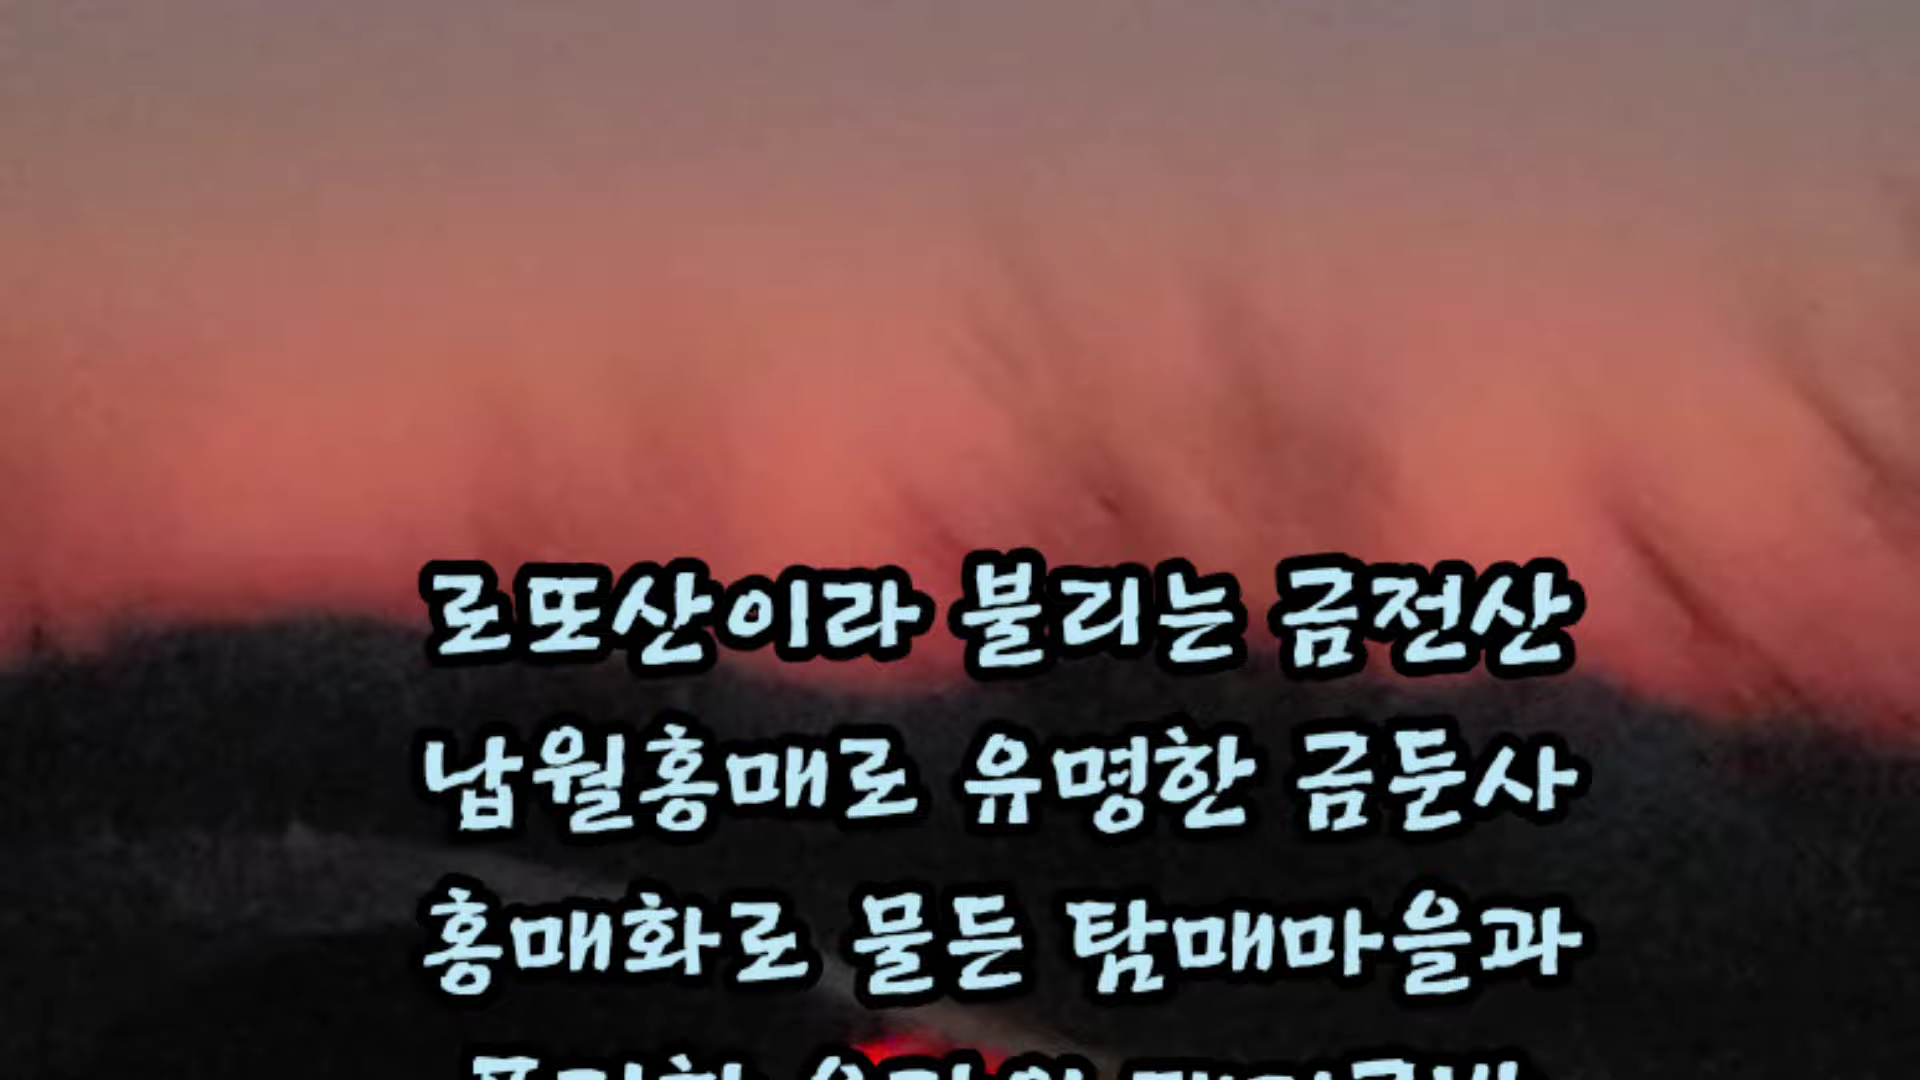 로또산이라 불리는 금전산
납월홍매로 유명한 금둔사
홍매화로 물든 탐매마을과